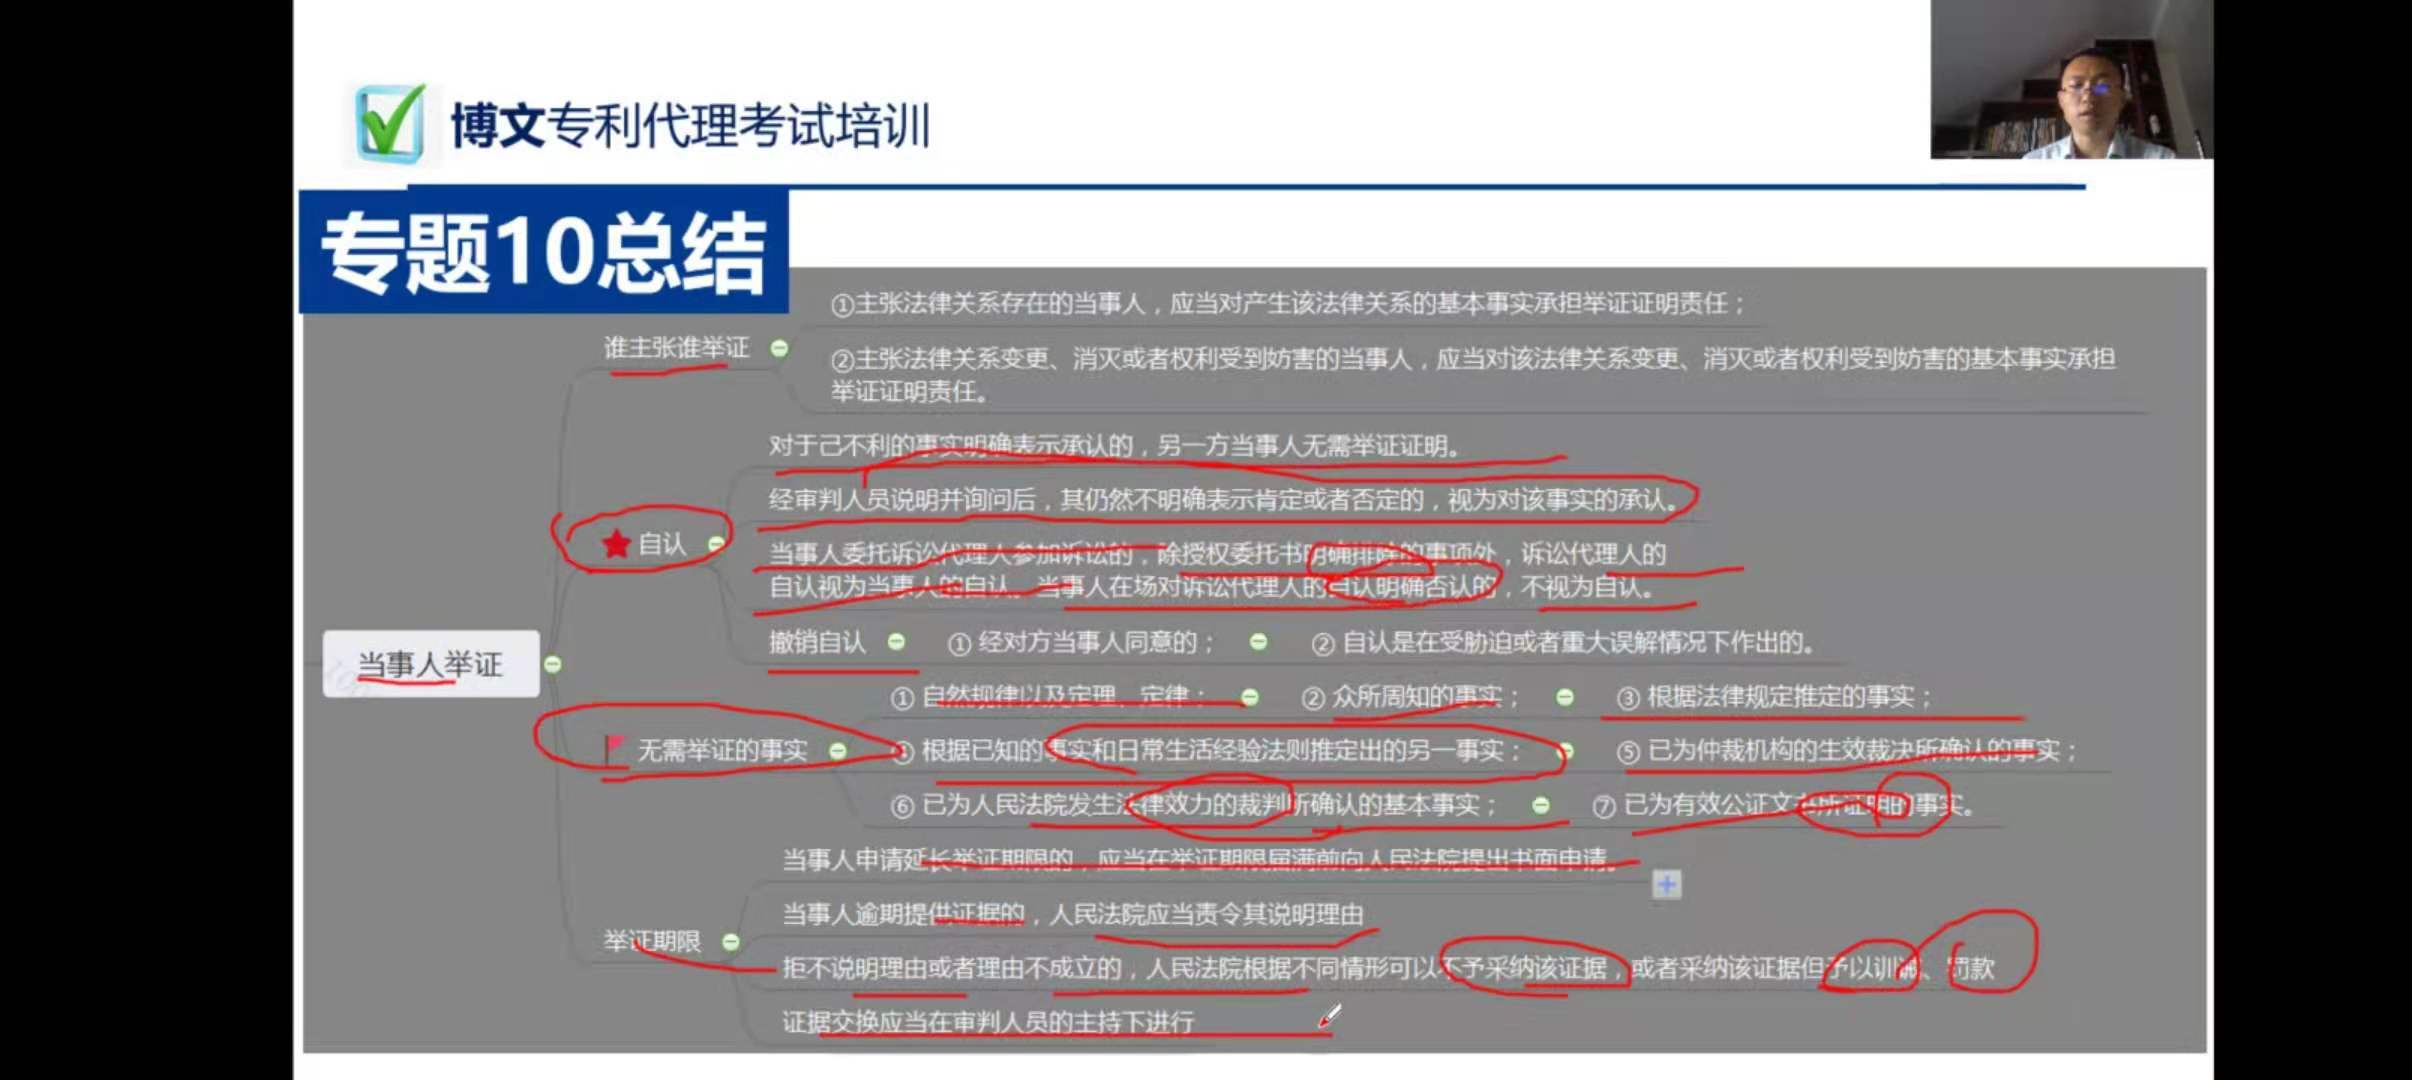 博文专利代理考试培训
专题10总结
①主张法律关系存在的当事人，应当对产生该法律关系的基本事实承担举证证明责任；
谁主张谁举证
②主张法律关系变更、消灭或者权利受到妨害的当事人，应当对该法律关系变更、消灭或者权利受到妨害的基本事实承担
举证证明责任。
对于己不利的事实明确表示承认的，另一方当事人无需举证证明。
经审判人员说明并询问后，其仍然不明确表示肯定或者否定的，视为对该事实的承认。
自认
当事人委托诉讼代理人参加诉讼的，除授权委托书明确排除的事项外，诉讼代理人的
自认视为当事人的自认。当事人在场对诉讼代理人的自认明确否认的，不视为自认。
撤销自认 ① 经对方当事人同意的； ② 自认是在受胁迫或者重大误解情况下作出的。
当事人举证
① 自然规律以及定理、定律； ② 众所周知的事实； ③ 根据法律规定推定的事实；
无需举证的事实 ④ 根据已知的事实和日常生活经验法则推定出的另一事实； ⑤ 已为仲裁机构的生效裁决所确认的事实；
⑥ 已为人民法院发生法律效力的裁判所确认的基本事实； ⑦ 已为有效公证文书所证明的事实。
当事人申请延长举证期限的，应当在举证期限届满前向人民法院提出书面申请。
当事人逾期提供证据的，人民法院应当责令其说明理由
举证期限
拒不说明理由或者理由不成立的，人民法院根据不同情形可以不予采纳该证据，或者采纳该证据但予以训诫、罚款
证据交换应当在审判人员的主持下进行